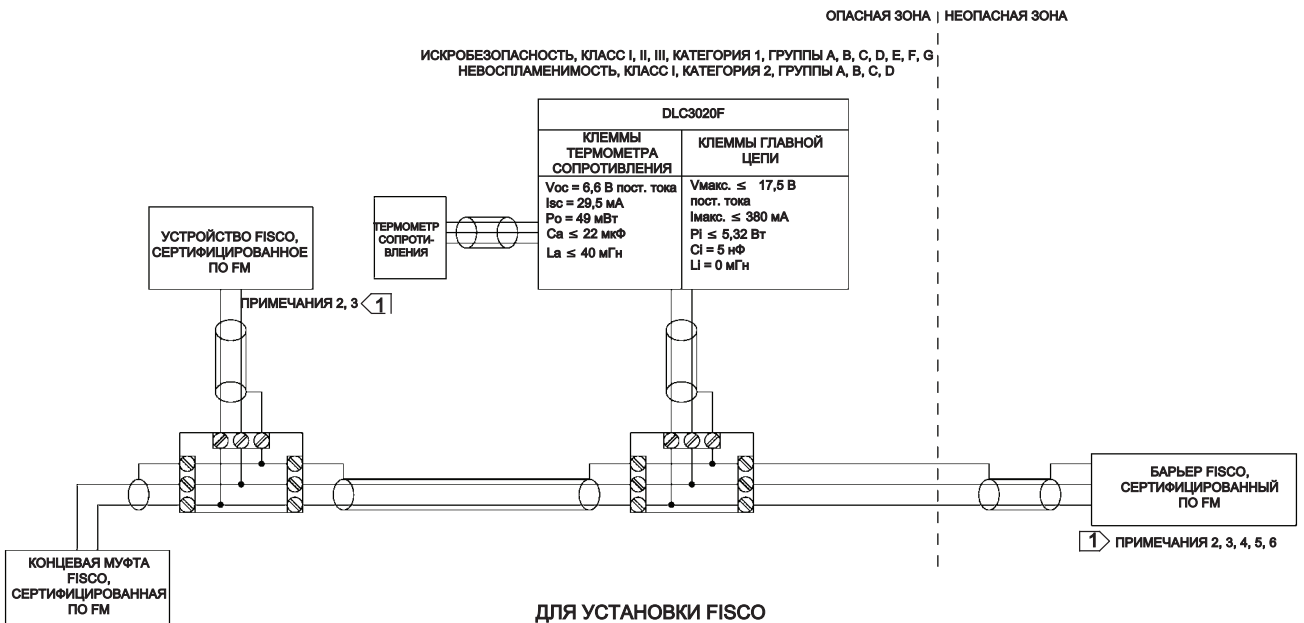 ОПАСНАЯ ЗОНА | НЕОПАСНАЯ ЗОНА
ИСКРОБЕЗОПАСНОСТЬ, КЛАСС I, II, III, КАТЕГОРИЯ 1, ГРУППЫ A, B, C, D, E, F, G
НЕВОСПЛАМЕНИМОСТЬ, КЛАСС I, КАТЕГОРИЯ 2, ГРУППЫ A, B, C, D
DLC3020F
КЛЕММЫ
ТЕРМОМЕТРА
СОПРОТИВЛЕНИЯ
Voc = 6,6 В пост. тока
Isc = 29,5 мА
Po = 49 мВт
Ca ≤ 22 мкФ
La ≤ 40 мГн
КЛЕММЫ ГЛАВНОЙ
ЦЕПИ
Vмакс. ≤ 17,5 В
пост. тока
Iмакс. ≤ 380 мА
Pi ≤ 5,32 Вт
Ci = 5 нФ
Li = 0 мГн
ТЕРМОМЕТР
СОПРОТИ-
ВЛЕНИЯ
УСТРОЙСТВО FISCO,
СЕРТИФИЦИРОВАННОЕ
ПО FM
ПРИМЕЧАНИЯ 2, 3 1
БАРЬЕР FISCO,
СЕРТИФИЦИРОВАННЫЙ
ПО FM
1 ПРИМЕЧАНИЯ 2, 3, 4, 5, 6
КОНЦЕВАЯ МУФТА
FISCO,
СЕРТИФИЦИРОВАННАЯ
ПО FM
ДЛЯ УСТАНОВКИ FISCO